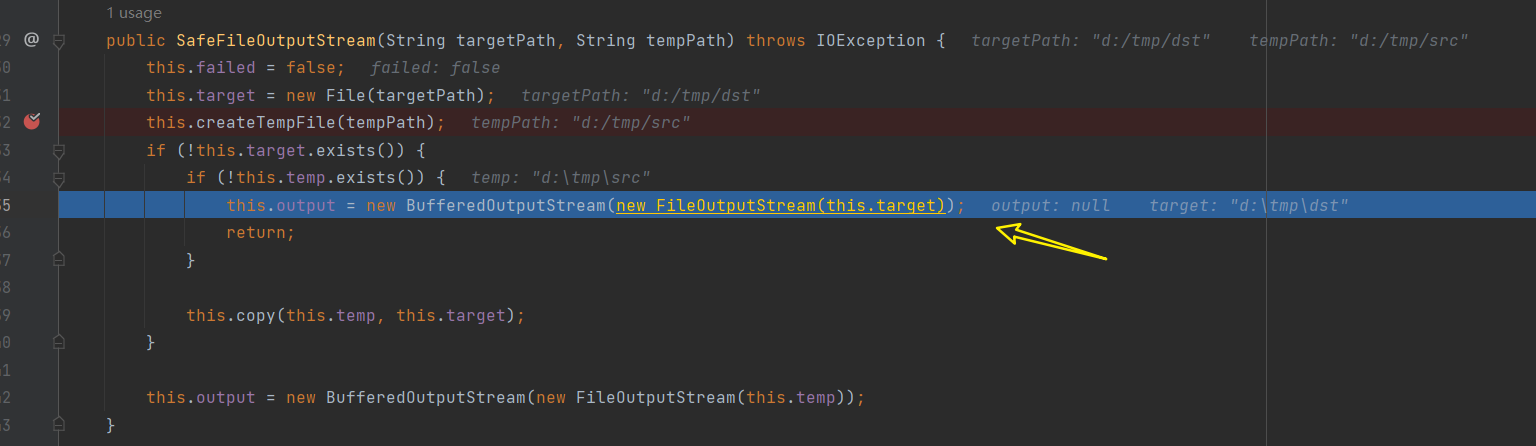 1 usage
29 @ public SafeFileOutputStream(String targetPath, String tempPath) throws IOException { targetPath: "d:/tmp/dst" tempPath: "d:/tmp/src"
30 this.failed = false; failed: false
31 this.target = new File(targetPath); targetPath: "d:/tmp/dst"
32 this.createTempFile(tempPath); tempPath: "d:/tmp/src"
33 if (!this.target.exists()) {
34 if (!this.temp.exists()) { temp: "d:\tmp\src"
35 this.output = new BufferedOutputStream(new FileOutputStream(this.target)); output: null target: "d:\tmp\dst"
36 return;
37 }
38
39 this.copy(this.temp, this.target);
40 }
41
42 this.output = new BufferedOutputStream(new FileOutputStream(this.temp));
43 }